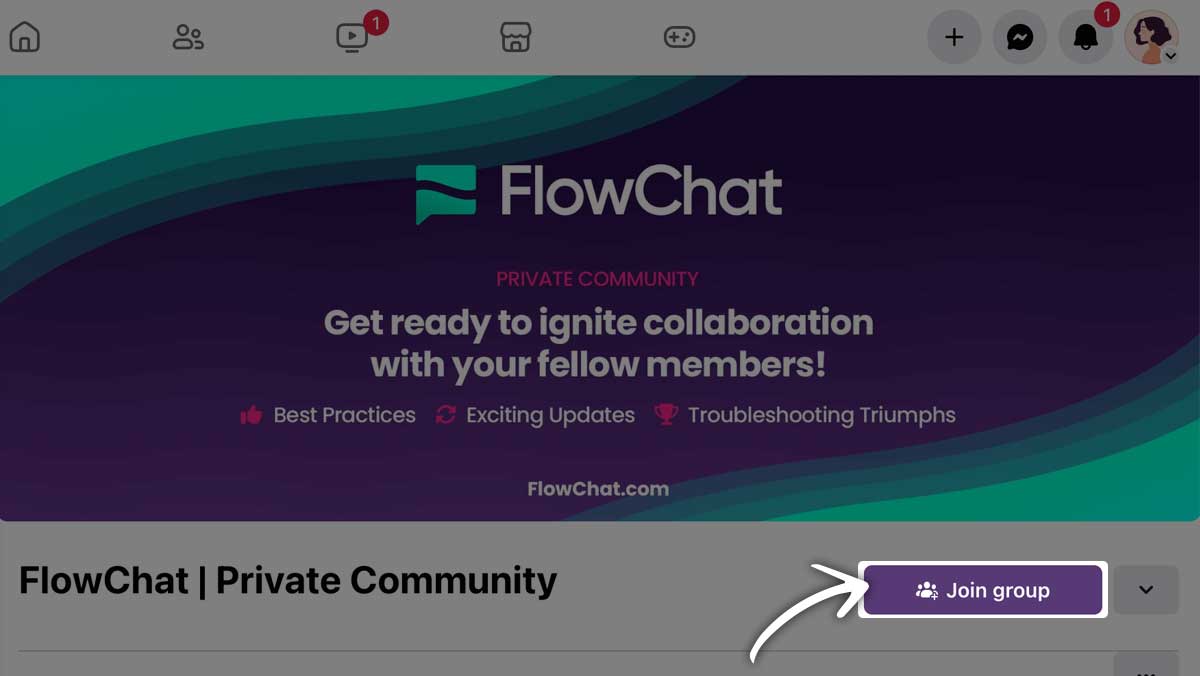 1
1
FlowChat
PRIVATE COMMUNITY
Get ready to ignite collaboration
with your fellow members!
Best Practices Exciting Updates Troubleshooting Triumphs
FlowChat.com
FlowChat | Private Community
Join group